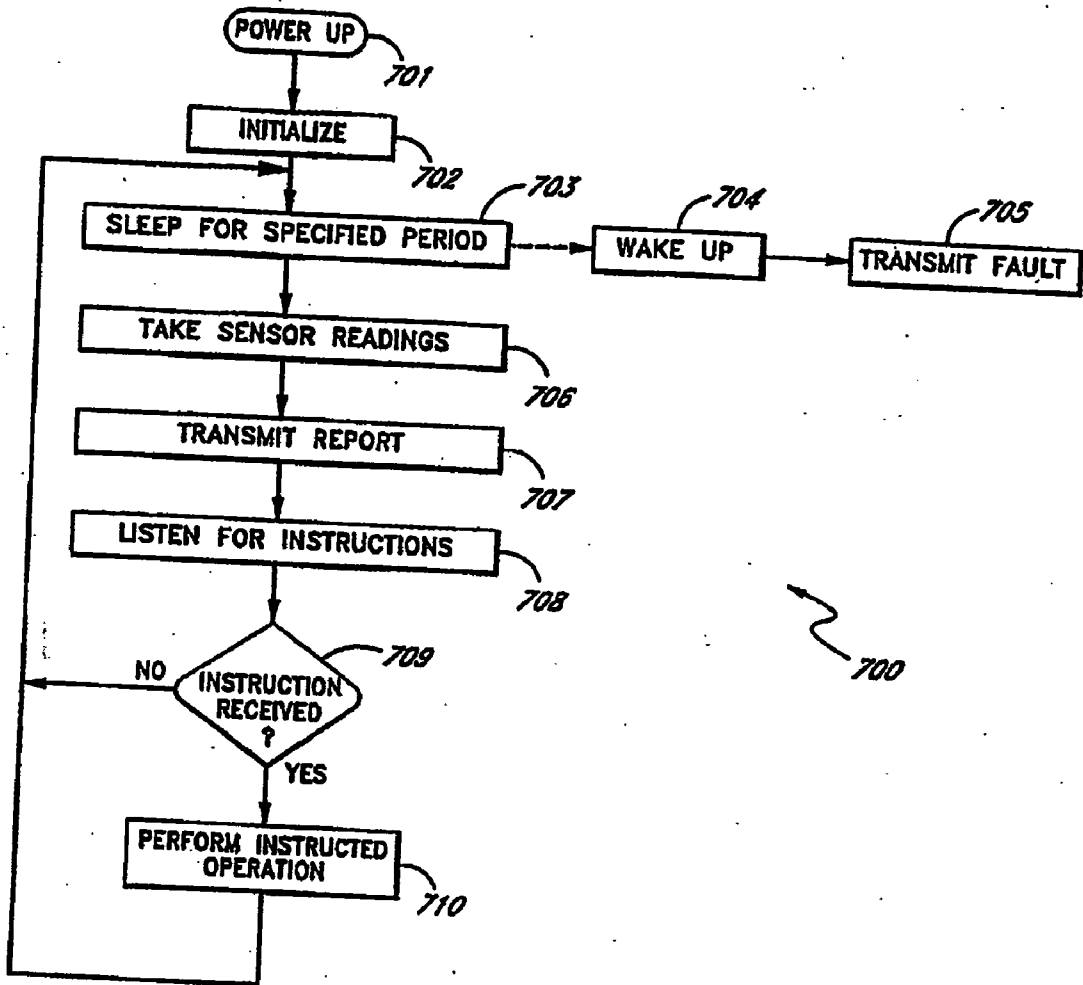 POWER UP
701
INITIALIZE
702
SLEEP FOR SPECIFIED PERIOD
703
WAKE UP
704
TRANSMIT FAULT
705
TAKE SENSOR READINGS
706
TRANSMIT REPORT
707
LISTEN FOR INSTRUCTIONS
708
INSTRUCTION
RECEIVED
?
709
NO
YES
700
PERFORM INSTRUCTED
OPERATION
710